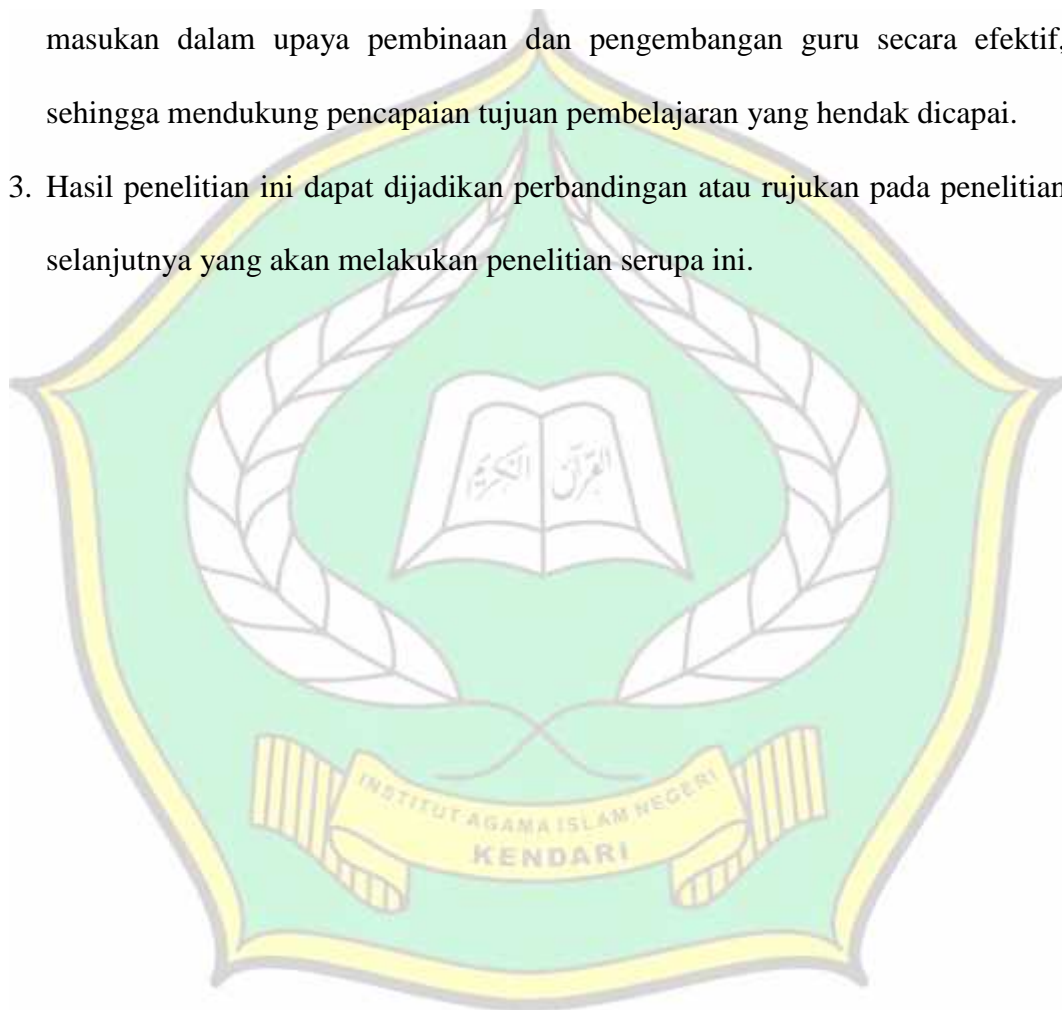 masukan dalam upaya pembinaan dan pengembangan guru secara efektif,
sehingga mendukung pencapaian tujuan pembelajaran yang hendak dicapai.
3. Hasil penelitian ini dapat dijadikan perbandingan atau rujukan pada penelitian
selanjutnya yang akan melakukan penelitian serupa ini.
القرآن الكريم
INSTITUT AGAMA ISLAM NEGERI
KENDARI